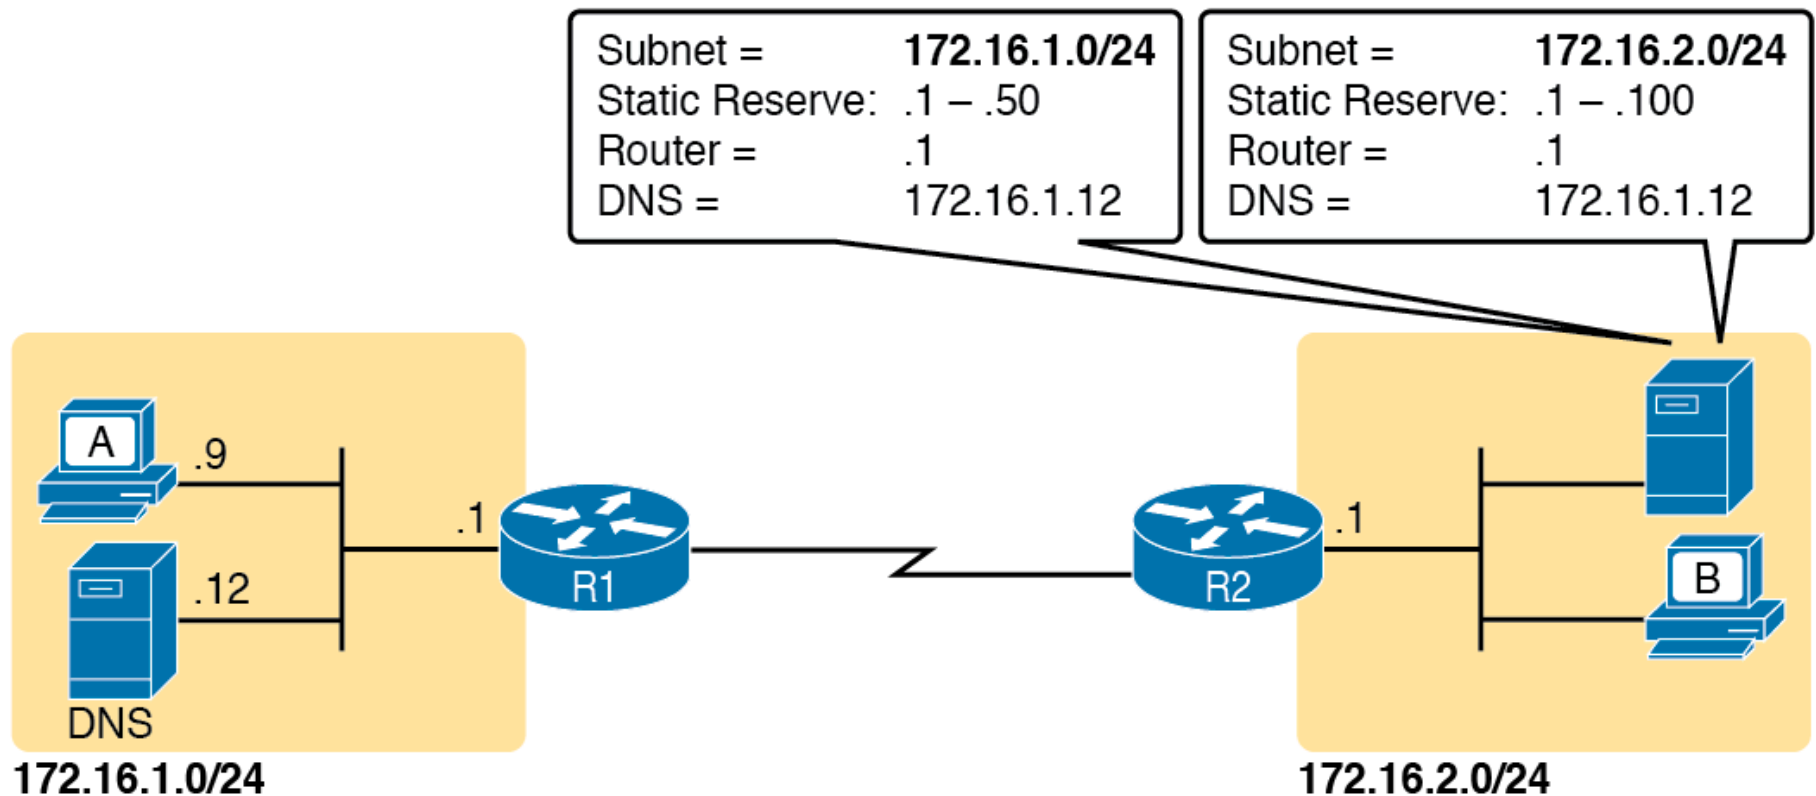 Subnet = 172.16.1.0/24
Static Reserve: .1 – .50
Router = .1
DNS = 172.16.1.12
Subnet = 172.16.2.0/24
Static Reserve: .1 – .100
Router = .1
DNS = 172.16.1.12
A
.9
.12
DNS
.1
R1
R2
.1
B
172.16.1.0/24
172.16.2.0/24